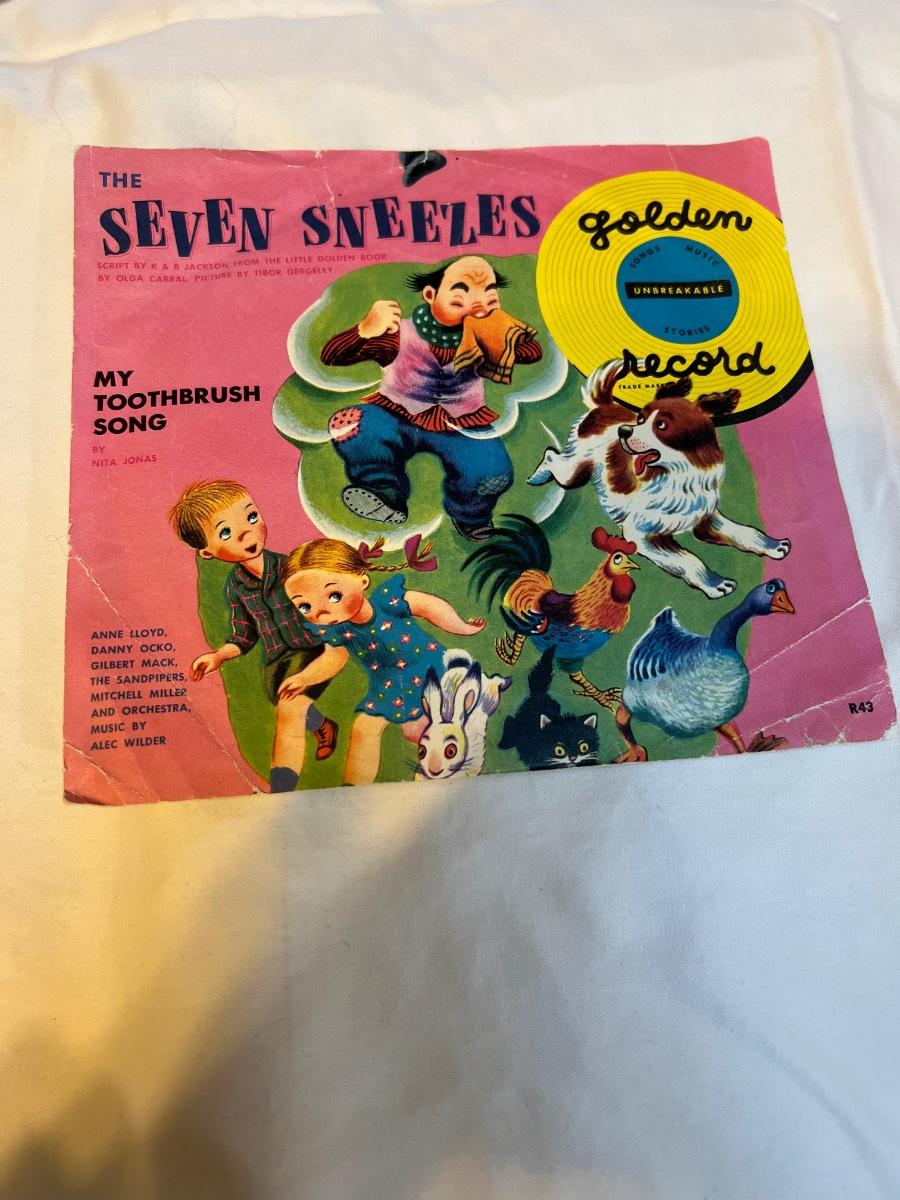 THE
SEVEN SNEEZES
SCRIPT BY K & B JACKSON FROM THE LITTLE GOLDEN BOOK
BY OLGA CABRAL. PICTURE BY TIBOR GERGELEY.
golden
SONGS MUSIC
UNBREAKABLE
STORIES
record
TRADE MARK
MY
TOOTHBRUSH
SONG
BY
NITA JONAS
ANNE LLOYD,
DANNY OCKO,
GILBERT MACK,
THE SANDPIPERS,
MITCHELL MILLER
AND ORCHESTRA,
MUSIC BY
ALEC WILDER
R43